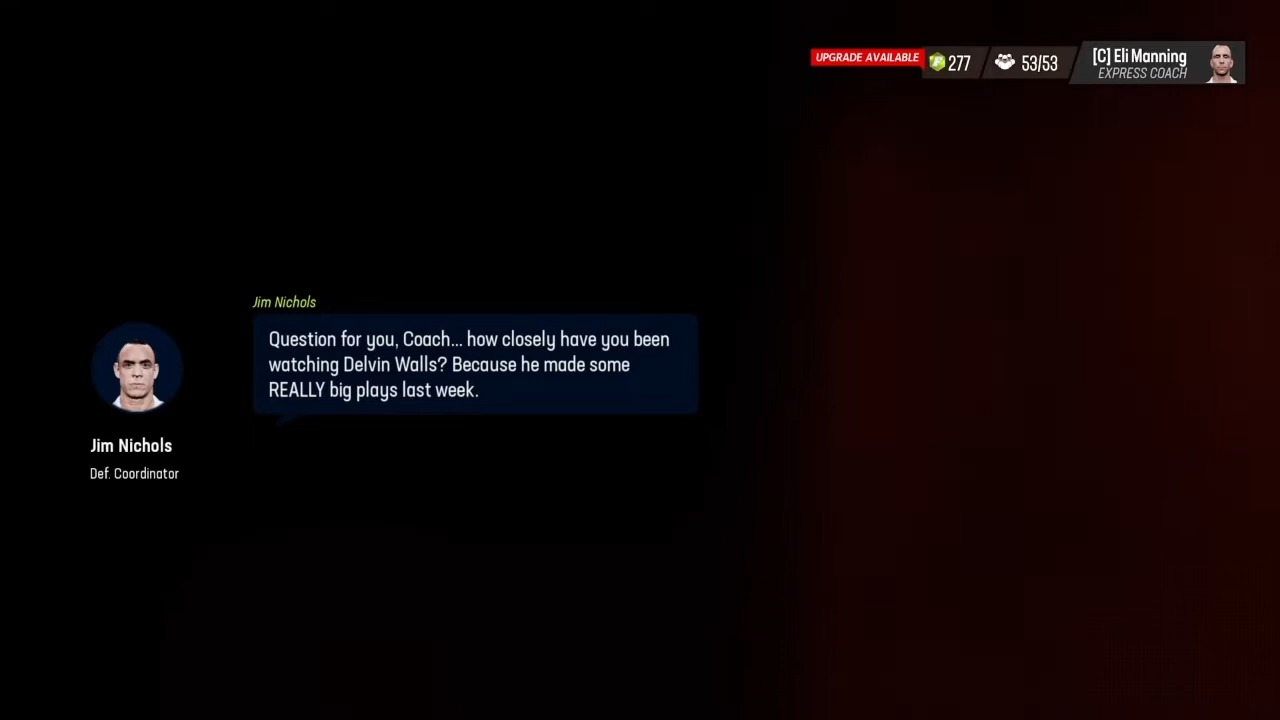 UPGRADE AVAILABLE
277
53/53
[C] Eli Manning
EXPRESS COACH
Jim Nichols
Question for you, Coach... how closely have you been
watching Delvin Walls? Because he made some
REALLY big plays last week.
Jim Nichols
Def. Coordinator